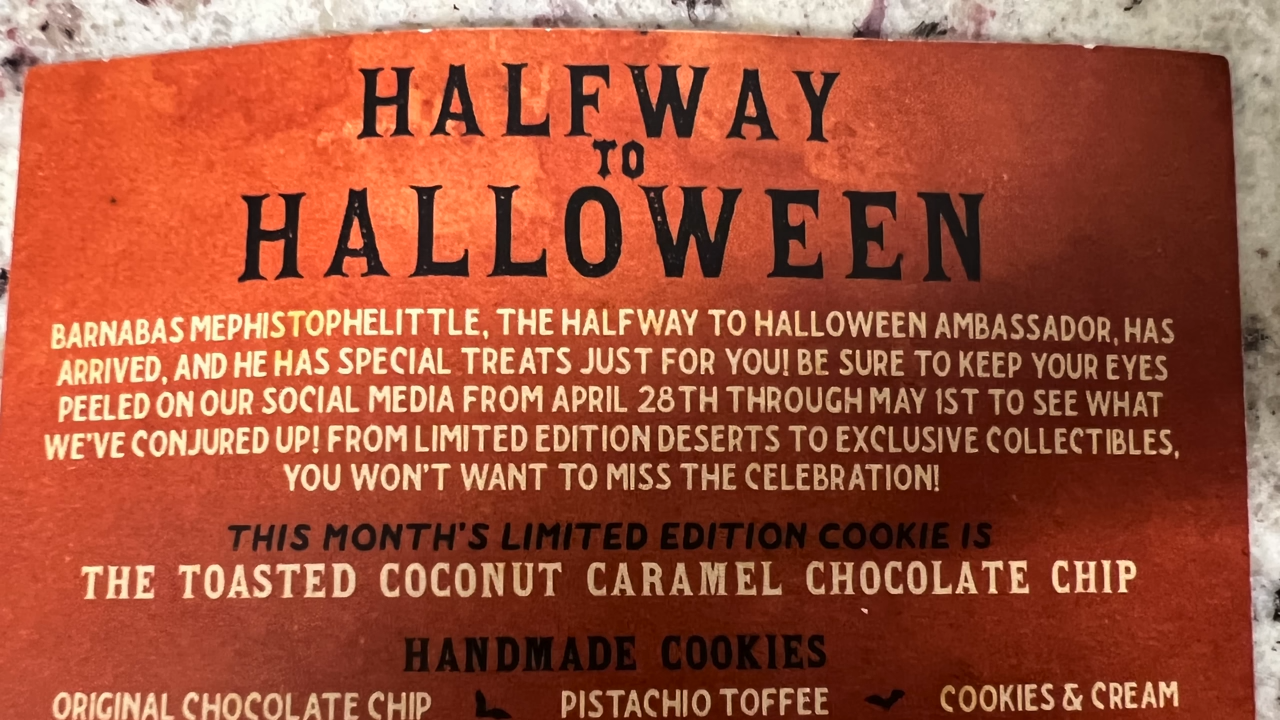 HALFWAY
TO
HALLOWEEN
BARNABAS MEPHISTOPHELITTLE, THE HALFWAY TO HALLOWEEN AMBASSADOR, HAS
ARRIVED, AND HE HAS SPECIAL TREATS JUST FOR YOU! BE SURE TO KEEP YOUR EYES
PEELED ON OUR SOCIAL MEDIA FROM APRIL 28TH THROUGH MAY 1ST TO SEE WHAT
WE'VE CONJURED UP! FROM LIMITED EDITION DESERTS TO EXCLUSIVE COLLECTIBLES,
YOU WON'T WANT TO MISS THE CELEBRATION!
THIS MONTH'S LIMITED EDITION COOKIE IS
THE TOASTED COCONUT CARAMEL CHOCOLATE CHIP
HANDMADE COOKIES
ORIGINAL CHOCOLATE CHIP PISTACHIO TOFFEE COOKIES & CREAM